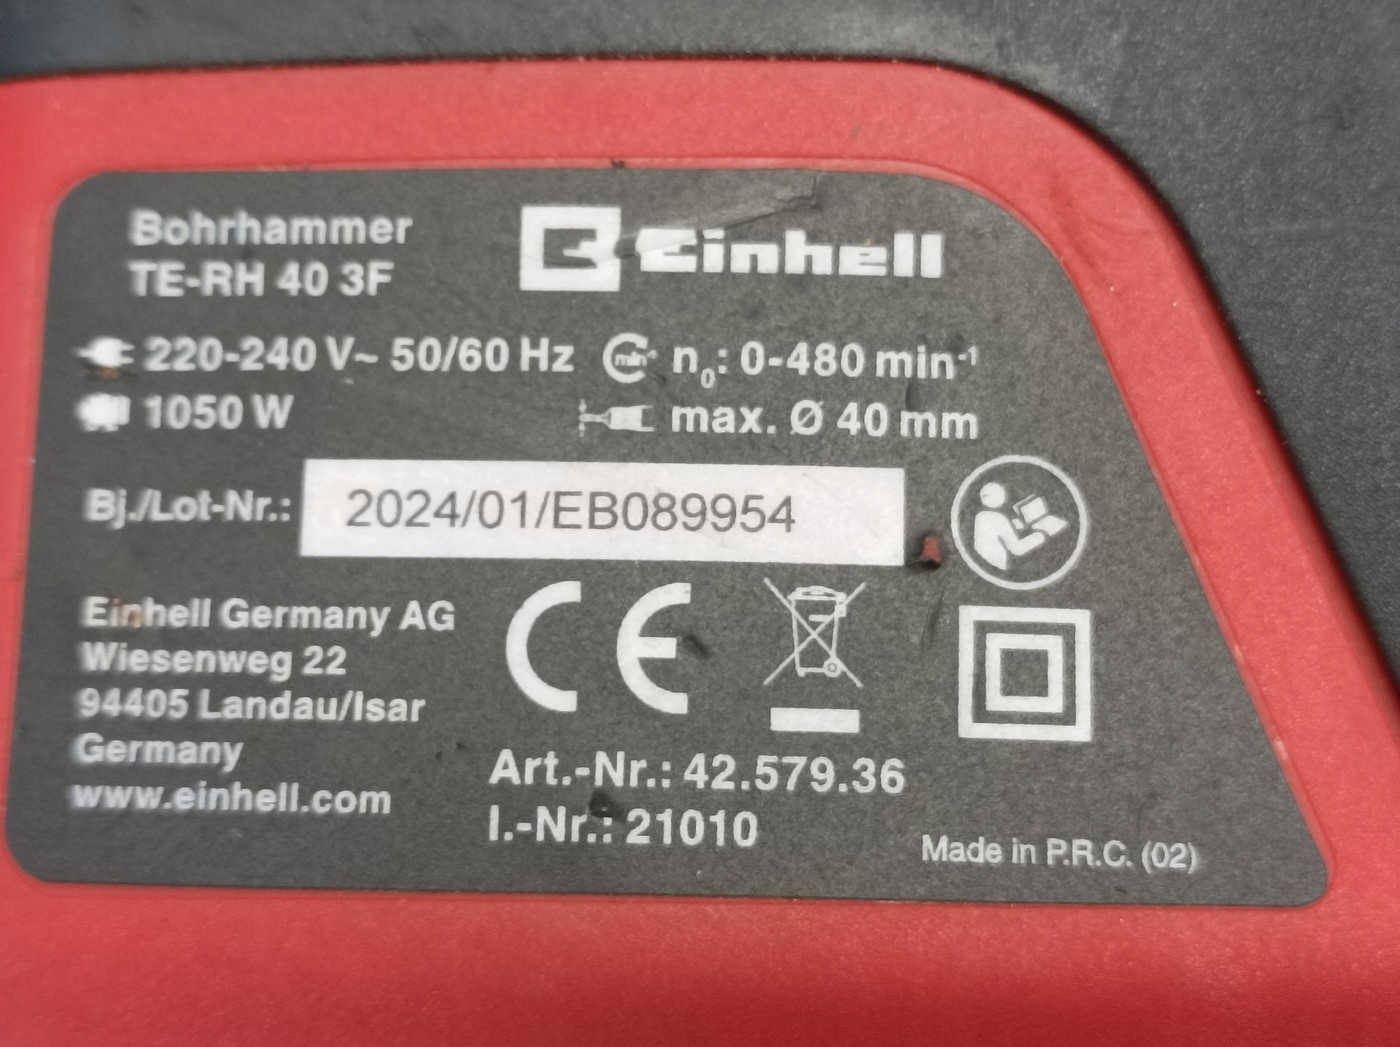 Bohrhammer
TE-RH 40 3F
Einhell
220-240 V~ 50/60 Hz
min⁻¹ n₀: 0-480 min⁻¹
1050 W
max. Ø 40 mm
Bj./Lot-Nr.: 2024/01/EB089954
Einhell Germany AG
Wiesenweg 22
94405 Landau/Isar
Germany
www.einhell.com
CE
Art.-Nr.: 42.579.36
I.-Nr.: 21010
Made in P.R.C. (02)